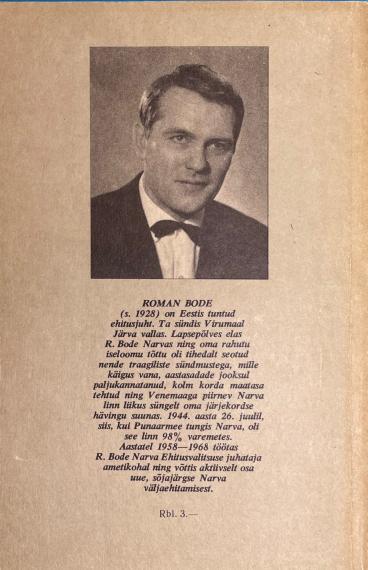 ROMAN BODE
(s. 1928) on Eestis tuntud
ehitusjuht. Ta sündis Virumaal
Järva vallas. Lapsepõlves elas
R. Bode Narvas ning oma rahutu
iseloomu tõttu oli tihedalt seotud
nende traagiliste sündmustega, mille
käigus vana, aastasadade jooksul
paljukannatanud, kolm korda maatasa
tehtud ning Venemaaga piirnev Narva
linn liikus süngelt oma järjekordse
hävingu suunas. 1944. aasta 26. juulil,
siis, kui Punaarmee tungis Narva, oli
see linn 98% varemetes.
Aastatel 1958—1968 töötas
R. Bode Narva Ehitusvalitsuse juhataja
ametikohal ning võttis aktiivselt osa
uue, sõjajärgse Narva
väljaehitamisest.
Rbl. 3.—